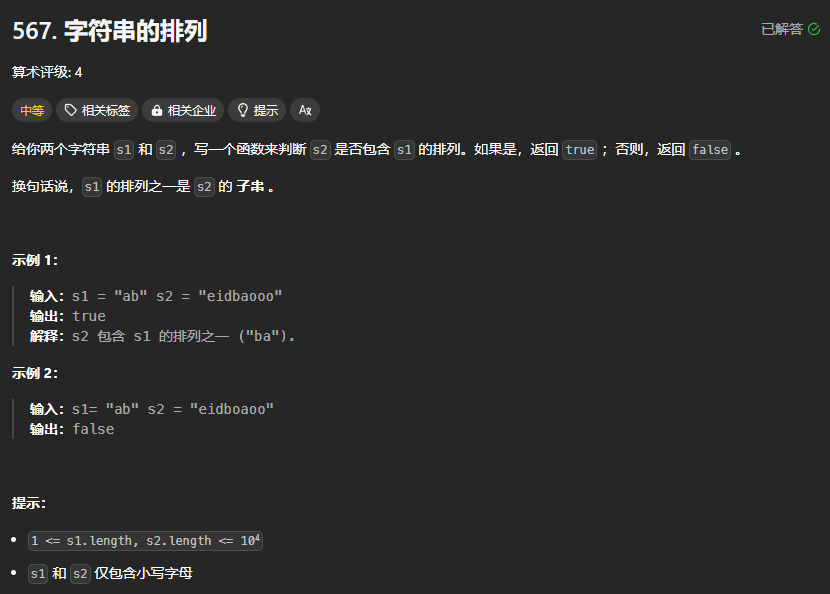 567. 字符串的排列
已解答
算术评级: 4
中等 相关标签 相关企业 提示 Aあ
给你两个字符串 s1 和 s2 ，写一个函数来判断 s2 是否包含 s1 的排列。如果是，返回 true ；否则，返回 false 。
换句话说，s1 的排列之一是 s2 的 子串 。
示例 1：
输入：s1 = "ab" s2 = "eidbaooo"
输出：true
解释：s2 包含 s1 的排列之一 ("ba").
示例 2：
输入：s1= "ab" s2 = "eidboaoo"
输出：false
提示：
1 <= s1.length, s2.length <= 10⁴
s1 和 s2 仅包含小写字母